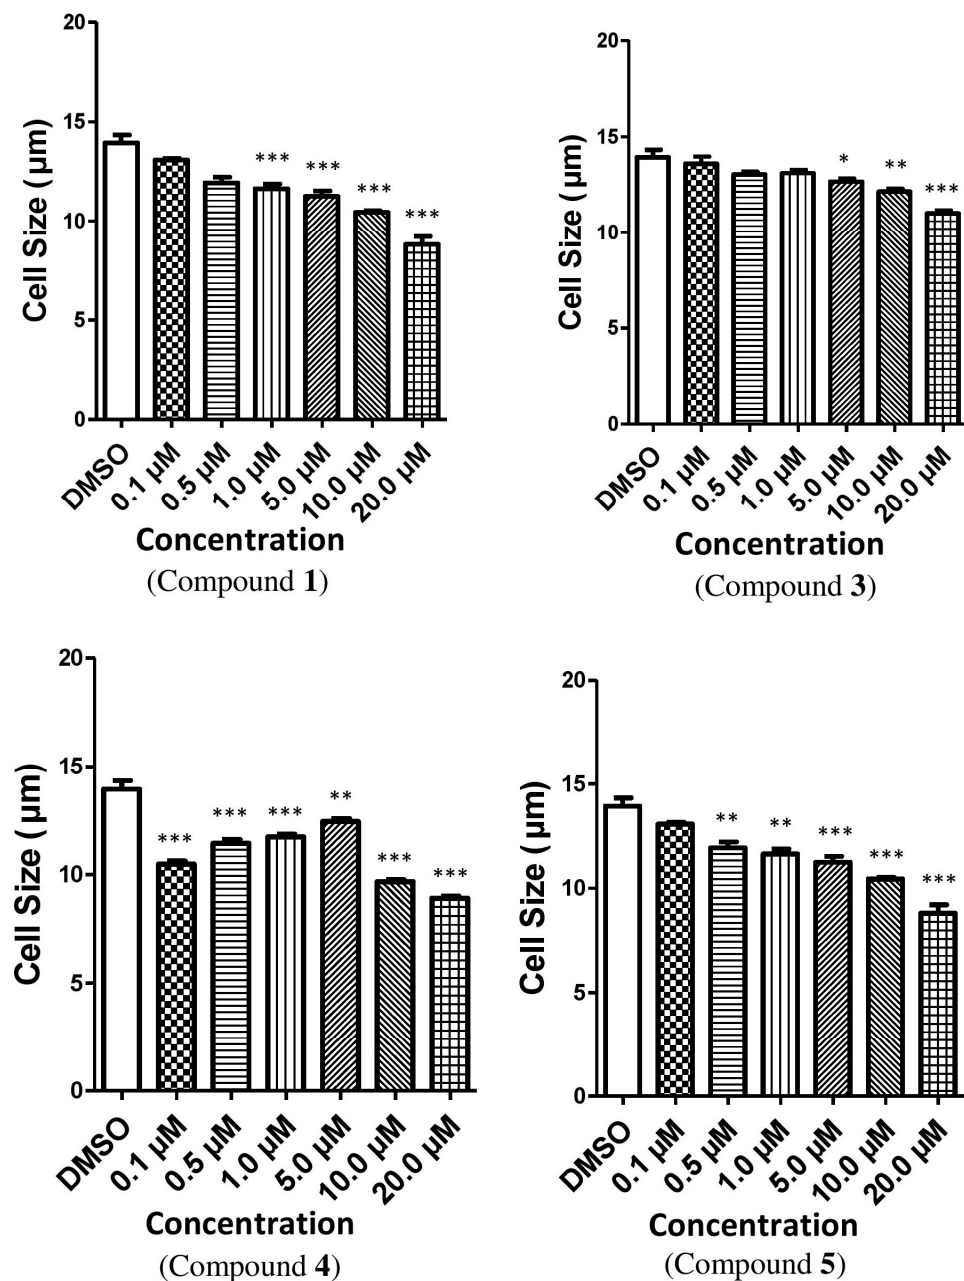 20
15
10
5
0
Cell Size (µm)
***
***
***
***
DMSO
0.1 µM
0.5 µM
1.0 µM
5.0 µM
10.0 µM
20.0 µM
Concentration
(Compound 1)
20
15
10
5
0
Cell Size (µm)
*
**
***
DMSO
0.1 µM
0.5 µM
1.0 µM
5.0 µM
10.0 µM
20.0 µM
Concentration
(Compound 3)
20
15
10
5
0
Cell Size (µm)
***
***
***
**
***
***
DMSO
0.1 µM
0.5 µM
1.0 µM
5.0 µM
10.0 µM
20.0 µM
Concentration
(Compound 4)
20
15
10
5
0
Cell Size (µm)
**
**
***
***
***
DMSO
0.1 µM
0.5 µM
1.0 µM
5.0 µM
10.0 µM
20.0 µM
Concentration
(Compound 5)